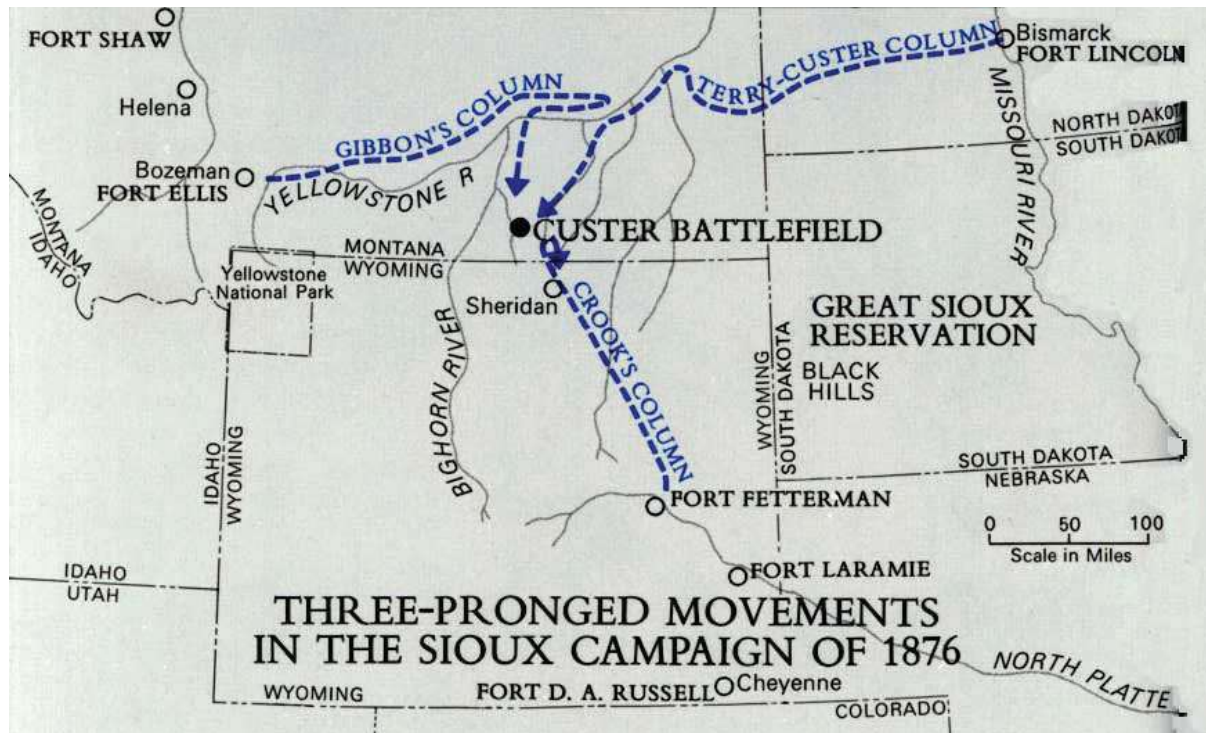 FORT SHAW
Helena
Bozeman
FORT ELLIS
GIBBON'S COLUMN
YELLOWSTONE R
TERRY-CUSTER COLUMN
Bismarck
FORT LINCOLN
MISSOURI RIVER
NORTH DAKOTA
SOUTH DAKOTA
MONTANA
IDAHO
CUSTER BATTLEFIELD
MONTANA
WYOMING
Yellowstone
National Park
Sheridan
CROOK'S COLUMN
BIGHORN RIVER
GREAT SIOUX
RESERVATION
BLACK
HILLS
WYOMING
SOUTH DAKOTA
IDAHO
WYOMING
SOUTH DAKOTA
NEBRASKA
FORT FETTERMAN
0 50 100
Scale in Miles
FORT LARAMIE
IDAHO
UTAH
THREE-PRONGED MOVEMENTS
IN THE SIOUX CAMPAIGN OF 1876
NORTH PLATTE
WYOMING
FORT D. A. RUSSELL
Cheyenne
COLORADO